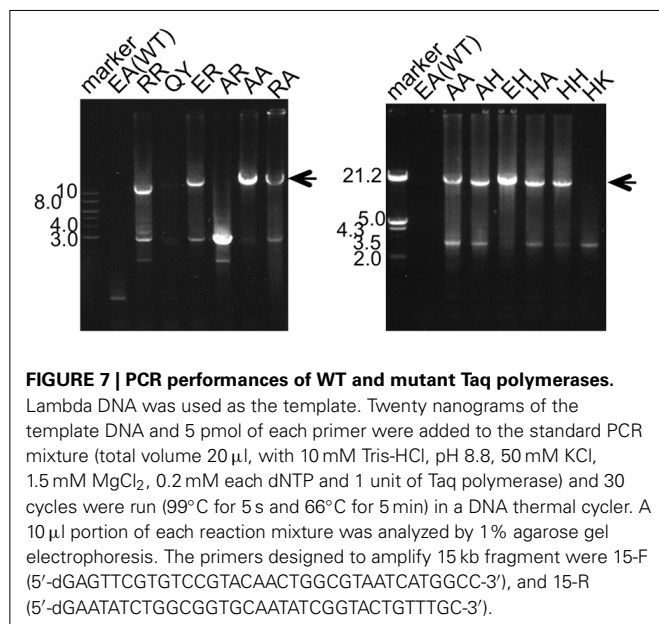 marker EA(WT) RR QY ER AR AA RA
marker EA(WT) AA AH EH HA HH HK
10
8.0
4.0
3.0
21.2
5.0
4.3
3.5
2.0
FIGURE 7 | PCR performances of WT and mutant Taq polymerases.
Lambda DNA was used as the template. Twenty nanograms of the
template DNA and 5 pmol of each primer were added to the standard PCR
mixture (total volume 20 μl, with 10 mM Tris-HCl, pH 8.8, 50 mM KCl,
1.5 mM MgCl₂, 0.2 mM each dNTP and 1 unit of Taq polymerase) and 30
cycles were run (99°C for 5 s and 66°C for 5 min) in a DNA thermal cycler. A
10 μl portion of each reaction mixture was analyzed by 1% agarose gel
electrophoresis. The primers designed to amplify 15 kb fragment were 15-F
(5′-dGAGTTCGTGTCCGTACAACTGGCGTAATCATGGCC-3′), and 15-R
(5′-dGAATATCTGGCGGTGCAATATCGGTACTGTTTGC-3′).